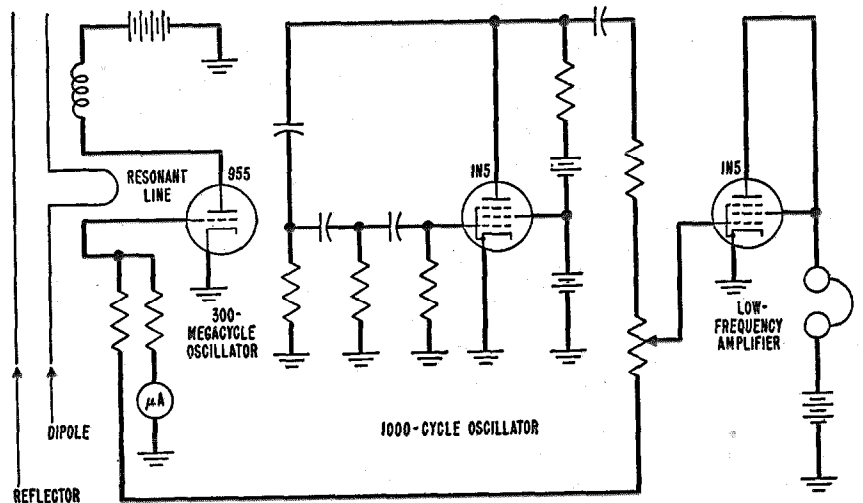 955
RESONANT
LINE
300-
MEGACYCLE
OSCILLATOR
μA
DIPOLE
REFLECTOR
1N5
1000-CYCLE OSCILLATOR
1N5
LOW-
FREQUENCY
AMPLIFIER